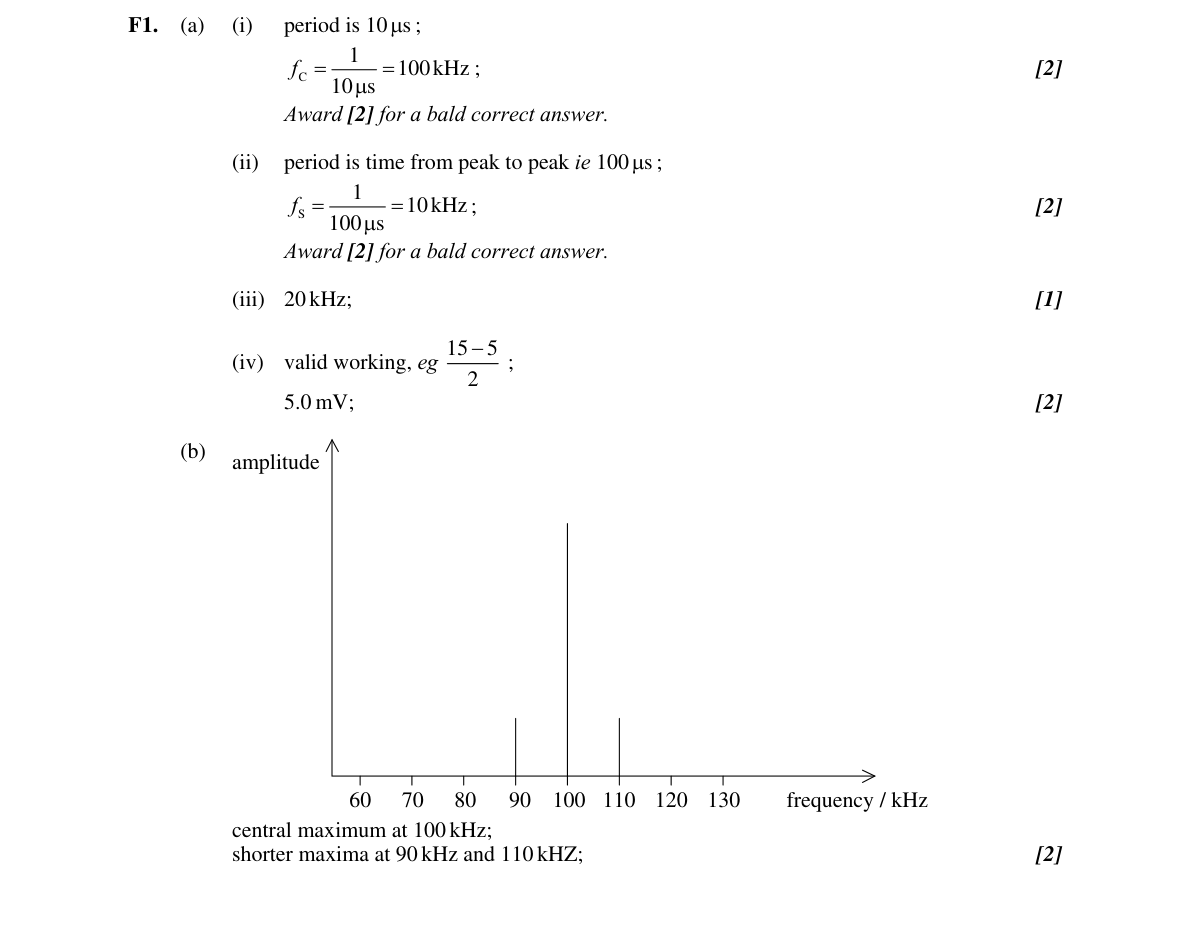 F1. (a) (i) period is 10 µs ;
f_C = 1 / 10 µs = 100 kHz ; [2]
Award [2] for a bald correct answer.
(ii) period is time from peak to peak ie 100 µs ;
f_s = 1 / 100 µs = 10 kHz ; [2]
Award [2] for a bald correct answer.
(iii) 20 kHz; [1]
(iv) valid working, eg 15 – 5 / 2 ;
5.0 mV; [2]
(b) amplitude
60 70 80 90 100 110 120 130 frequency / kHz
central maximum at 100 kHz;
shorter maxima at 90 kHz and 110 kHZ; [2]